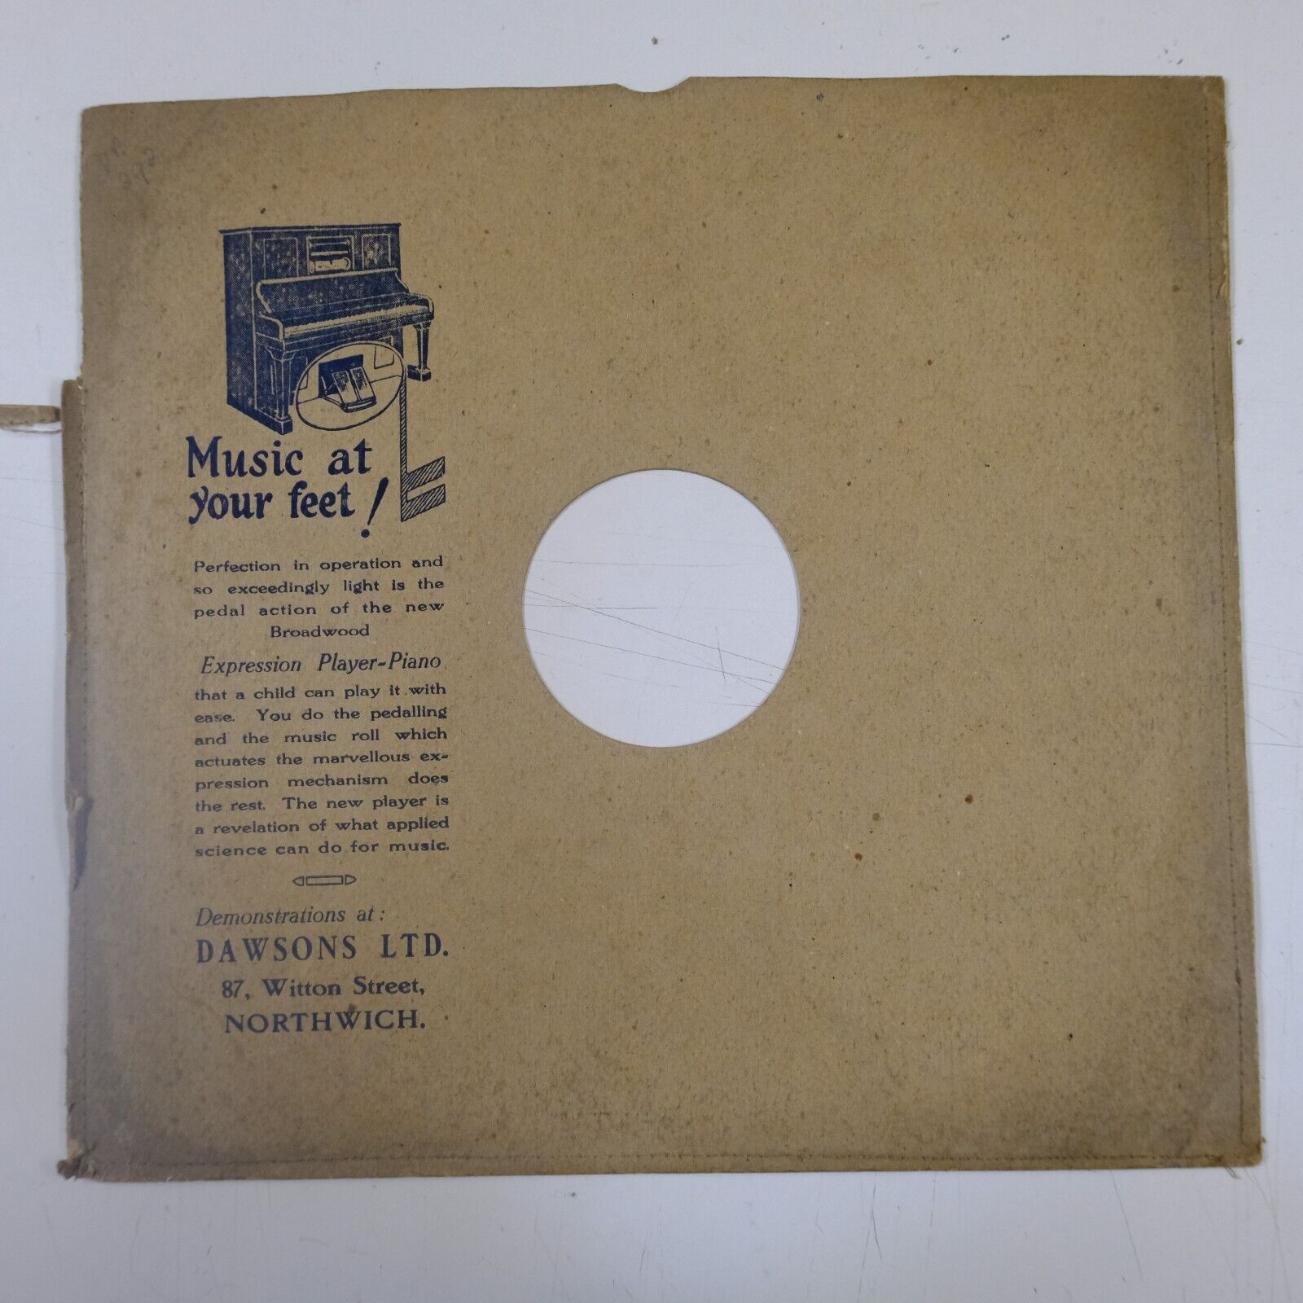 Music at
your feet!
Perfection in operation and
so exceedingly light is the
pedal action of the new
Broadwood
Expression Player-Piano
that a child can play it with
ease. You do the pedalling
and the music roll which
actuates the marvellous ex-
pression mechanism does
the rest. The new player is
a revelation of what applied
science can do for music.
Demonstrations at:
DAWSONS LTD.
87, Witton Street,
NORTHWICH.